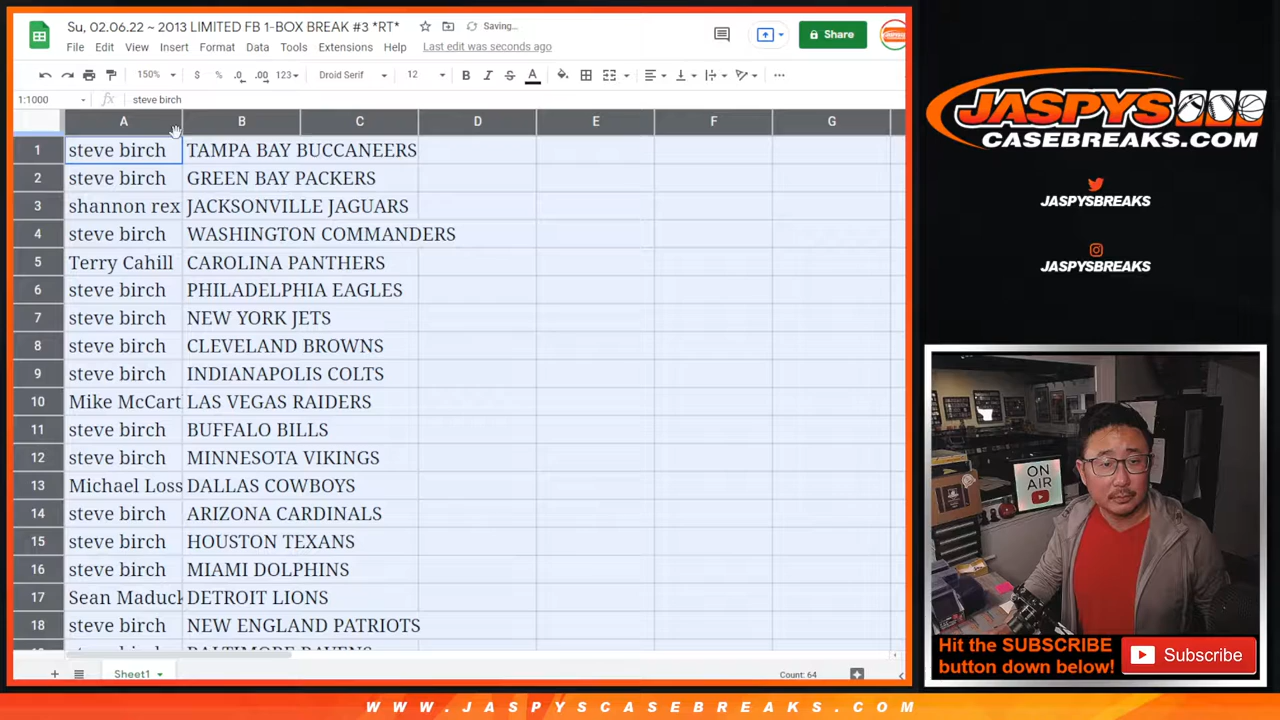 Su, 02.06.22 ~ 2013 LIMITED FB 1-BOX BREAK #3 *RT*
Saving...
File Edit View Insert Format Data Tools Extensions Help Last edit was seconds ago
Share
150% $ % .0 .00 123 Droid Serif 12 B I S A
1:1000 fx steve birch
A B C D E F G
1 steve birch TAMPA BAY BUCCANEERS
2 steve birch GREEN BAY PACKERS
3 shannon rex JACKSONVILLE JAGUARS
4 steve birch WASHINGTON COMMANDERS
5 Terry Cahill CAROLINA PANTHERS
6 steve birch PHILADELPHIA EAGLES
7 steve birch NEW YORK JETS
8 steve birch CLEVELAND BROWNS
9 steve birch INDIANAPOLIS COLTS
10 Mike McCart LAS VEGAS RAIDERS
11 steve birch BUFFALO BILLS
12 steve birch MINNESOTA VIKINGS
13 Michael Loss DALLAS COWBOYS
14 steve birch ARIZONA CARDINALS
15 steve birch HOUSTON TEXANS
16 steve birch MIAMI DOLPHINS
17 Sean Maduck DETROIT LIONS
18 steve birch NEW ENGLAND PATRIOTS
Sheet1
Count: 64
JASPYS
CASEBREAKS.COM
JASPYSBREAKS
JASPYSBREAKS
ON
AIR
Hit the SUBSCRIBE
button down below!
Subscribe
WWW.JASPYSCASEBREAKS.COM